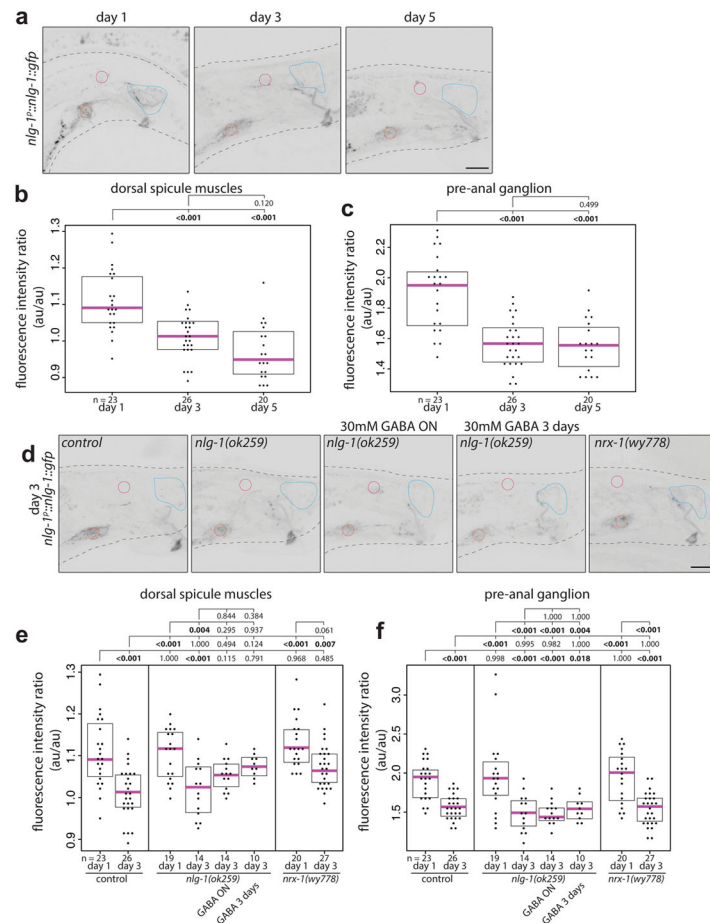 a
day 1 day 3 day 5
nlg-1ᵖ::nlg-1::gfp
b
dorsal spicule muscles
0.120
<0.001 <0.001
fluorescence intensity ratio
(au/au)
1.3
1.2
1.1
1.0
0.9
n = 23 26 20
day 1 day 3 day 5
c
pre-anal ganglion
0.499
<0.001 <0.001
fluorescence intensity ratio
(au/au)
2.2
2.0
1.8
1.6
1.4
n = 23 26 20
day 1 day 3 day 5
d
30mM GABA ON 30mM GABA 3 days
control nlg-1(ok259) nlg-1(ok259) nlg-1(ok259) nrx-1(wy778)
day 3
nlg-1ᵖ::nlg-1::gfp
e
dorsal spicule muscles
0.844 0.384
0.004 0.295 0.937 0.061
<0.001 1.000 0.494 0.124 <0.001 0.007
<0.001 1.000 <0.001 0.115 0.791 0.968 0.485
fluorescence intensity ratio
(au/au)
1.3
1.2
1.1
1.0
0.9
n = 23 26 19 14 14 10 20 27
day 1 day 3 day 1 day 3 day 3 day 3 day 1 day 3
control nlg-1(ok259) nrx-1(wy778)
GABA ON
GABA 3 days
f
pre-anal ganglion
1.000 1.000
<0.001 <0.001 0.004 <0.001
<0.001 0.995 0.982 1.000 <0.001 1.000
<0.001 0.998 <0.001 <0.001 0.018 1.000 <0.001
fluorescence intensity ratio
(au/au)
3.0
2.5
2.0
1.5
n = 23 26 19 14 14 10 20 27
day 1 day 3 day 1 day 3 day 3 day 3 day 1 day 3
control nlg-1(ok259) nrx-1(wy778)
GABA ON
GABA 3 days